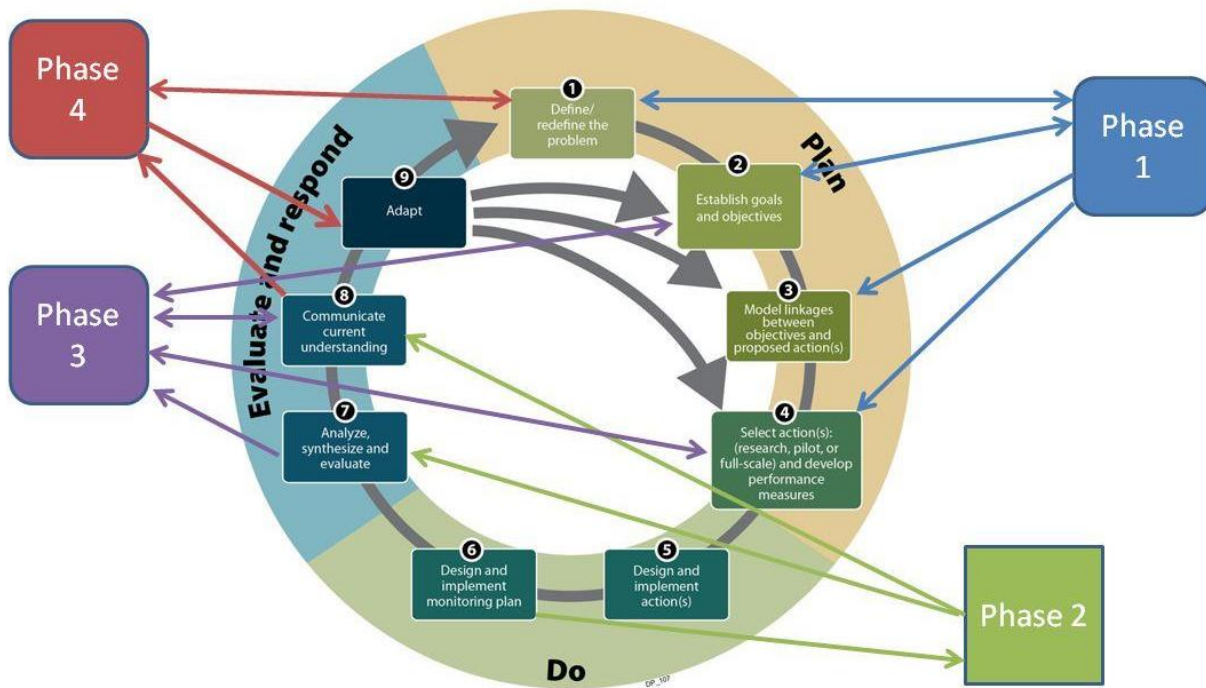 Phase
4
1
Define/
redefine the
problem
Plan
Phase
1
2
Establish goals
and objectives
9
Adapt
Evaluate and respond
Phase
3
8
Communicate
current
understanding
3
Model linkages
between
objectives and
proposed action(s)
7
Analyze,
synthesize and
evaluate
4
Select action(s):
(research, pilot, or
full-scale) and develop
performance
measures
6
Design and
implement
monitoring plan
5
Design and
implement
action(s)
Phase 2
Do
DP_107